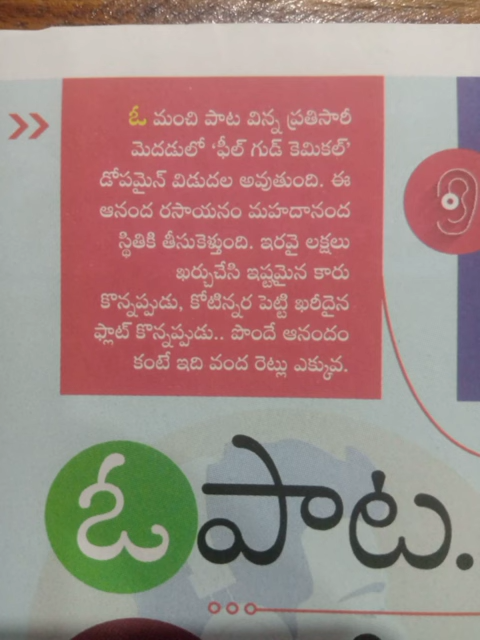 ఓ మంచి పాట విన్న ప్రతిసారీ
మెదడులో ‘ఫీల్ గుడ్ కెమికల్’
డోపమైన్ విడుదల అవుతుంది. ఈ
ఆనంద రసాయనం మహదానంద
స్థితికి తీసుకెళ్తుంది. ఇరవై లక్షలు
ఖర్చుచేసి ఇష్టమైన కారు
కొన్నప్పుడు, కోటిన్నర పెట్టి ఖరీదైన
ఫ్లాట్ కొన్నప్పుడు.. పొందే ఆనందం
కంటే ఇది వంద రెట్లు ఎక్కువ.
ఓ పాట.